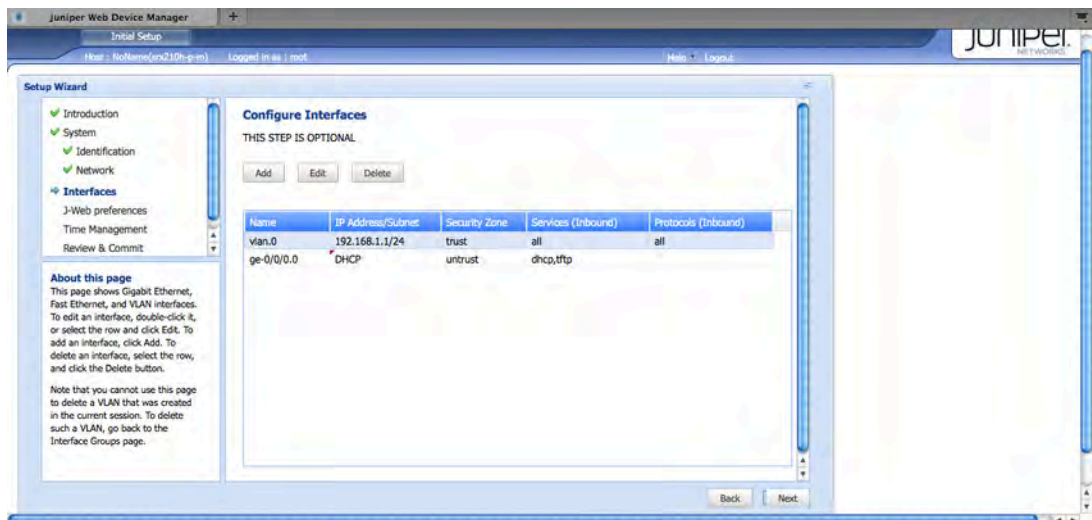 Juniper Web Device Manager
+
Initial Setup
JUNIPER
NETWORKS
Host : NoName(srx210h-p-m) Logged in as : root Help Logout
Setup Wizard
Introduction
System
Identification
Network
Interfaces
J-Web preferences
Time Management
Review & Commit
About this page
This page shows Gigabit Ethernet,
Fast Ethernet, and VLAN interfaces.
To edit an interface, double-click it,
or select the row and click Edit. To
add an interface, click Add. To
delete an interface, select the row,
and click the Delete button.
Note that you cannot use this page
to delete a VLAN that was created
in the current session. To delete
such a VLAN, go back to the
Interface Groups page.
Configure Interfaces
THIS STEP IS OPTIONAL
Add Edit Delete
Name IP Address/Subnet Security Zone Services (Inbound) Protocols (Inbound)
vlan.0 192.168.1.1/24 trust all all
ge-0/0/0.0 DHCP untrust dhcp,tftp
Back Next